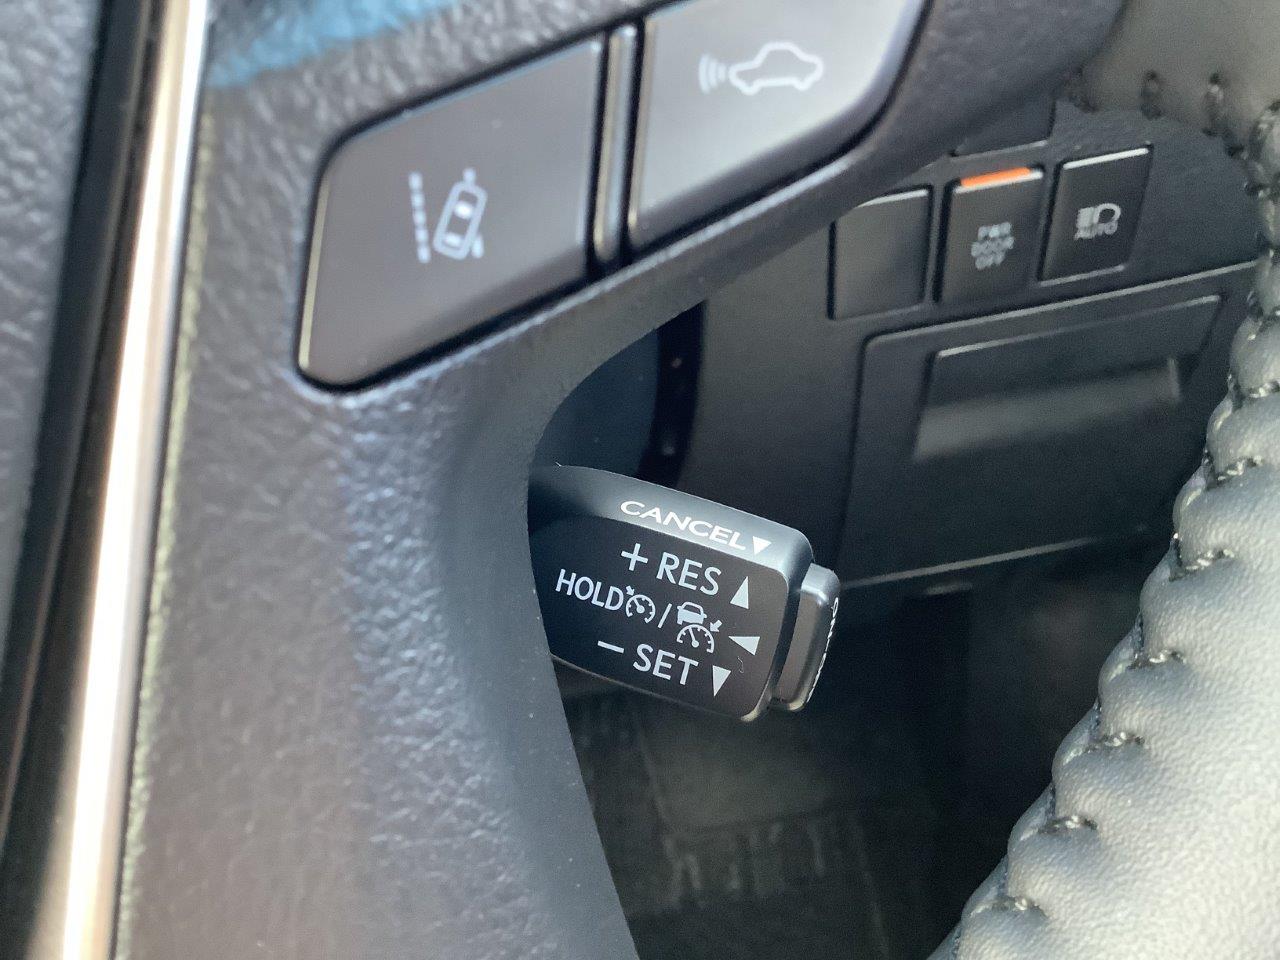 PWR
DOOR
OFF
AUTO
CANCEL
+ RES
HOLD /
− SET